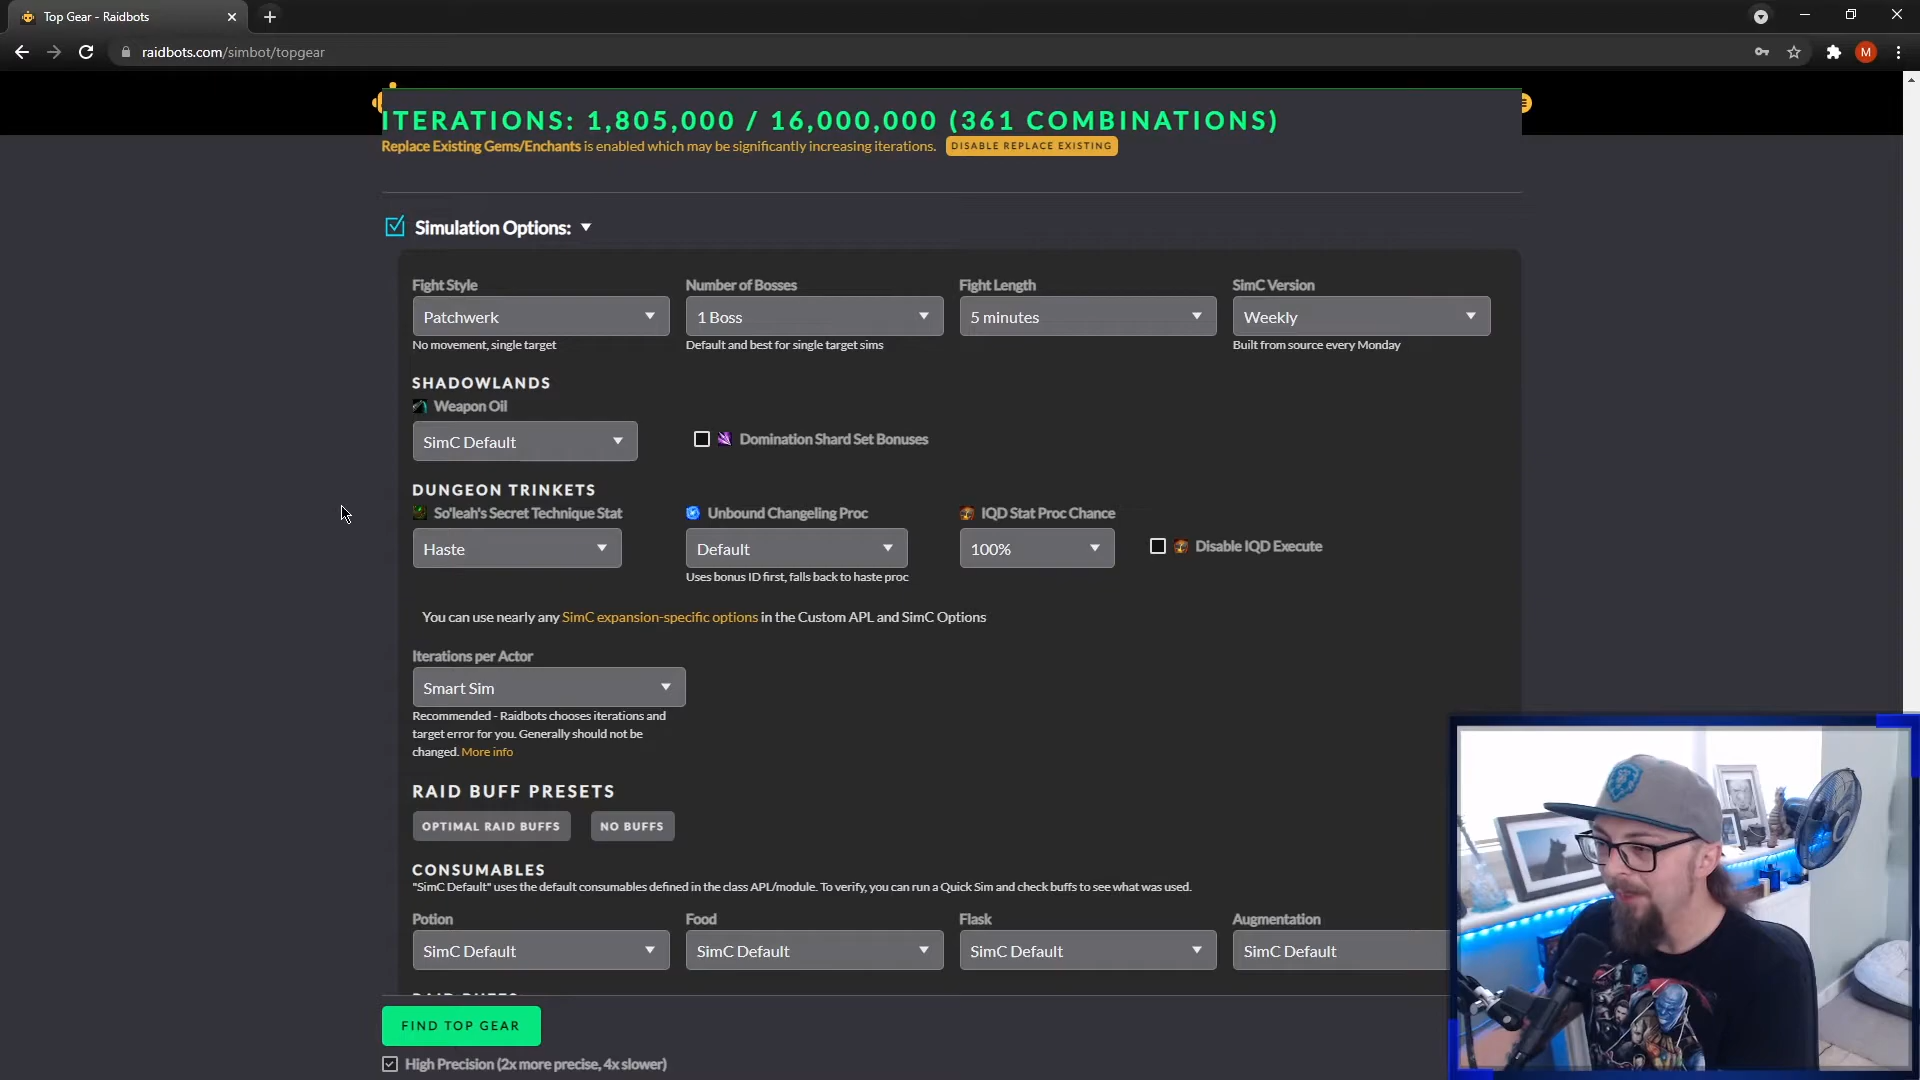 Top Gear - Raidbots
raidbots.com/simbot/topgear
M
ITERATIONS: 1,805,000 / 16,000,000 (361 COMBINATIONS)
Replace Existing Gems/Enchants is enabled which may be significantly increasing iterations. DISABLE REPLACE EXISTING
Simulation Options:
Fight Style Number of Bosses Fight Length SimC Version
Patchwerk 1 Boss 5 minutes Weekly
No movement, single target Default and best for single target sims Built from source every Monday
SHADOWLANDS
Weapon Oil
SimC Default Domination Shard Set Bonuses
DUNGEON TRINKETS
So'leah's Secret Technique Stat Unbound Changeling Proc IQD Stat Proc Chance
Haste Default 100% Disable IQD Execute
Uses bonus ID first, falls back to haste proc
You can use nearly any SimC expansion-specific options in the Custom APL and SimC Options
Iterations per Actor
Smart Sim
Recommended - Raidbots chooses iterations and
target error for you. Generally should not be
changed. More info
RAID BUFF PRESETS
OPTIMAL RAID BUFFS NO BUFFS
CONSUMABLES
"SimC Default" uses the default consumables defined in the class APL/module. To verify, you can run a Quick Sim and check buffs to see what was used.
Potion Food Flask Augmentation
SimC Default SimC Default SimC Default SimC Default
RAID BUFFS
FIND TOP GEAR
High Precision (2x more precise, 4x slower)